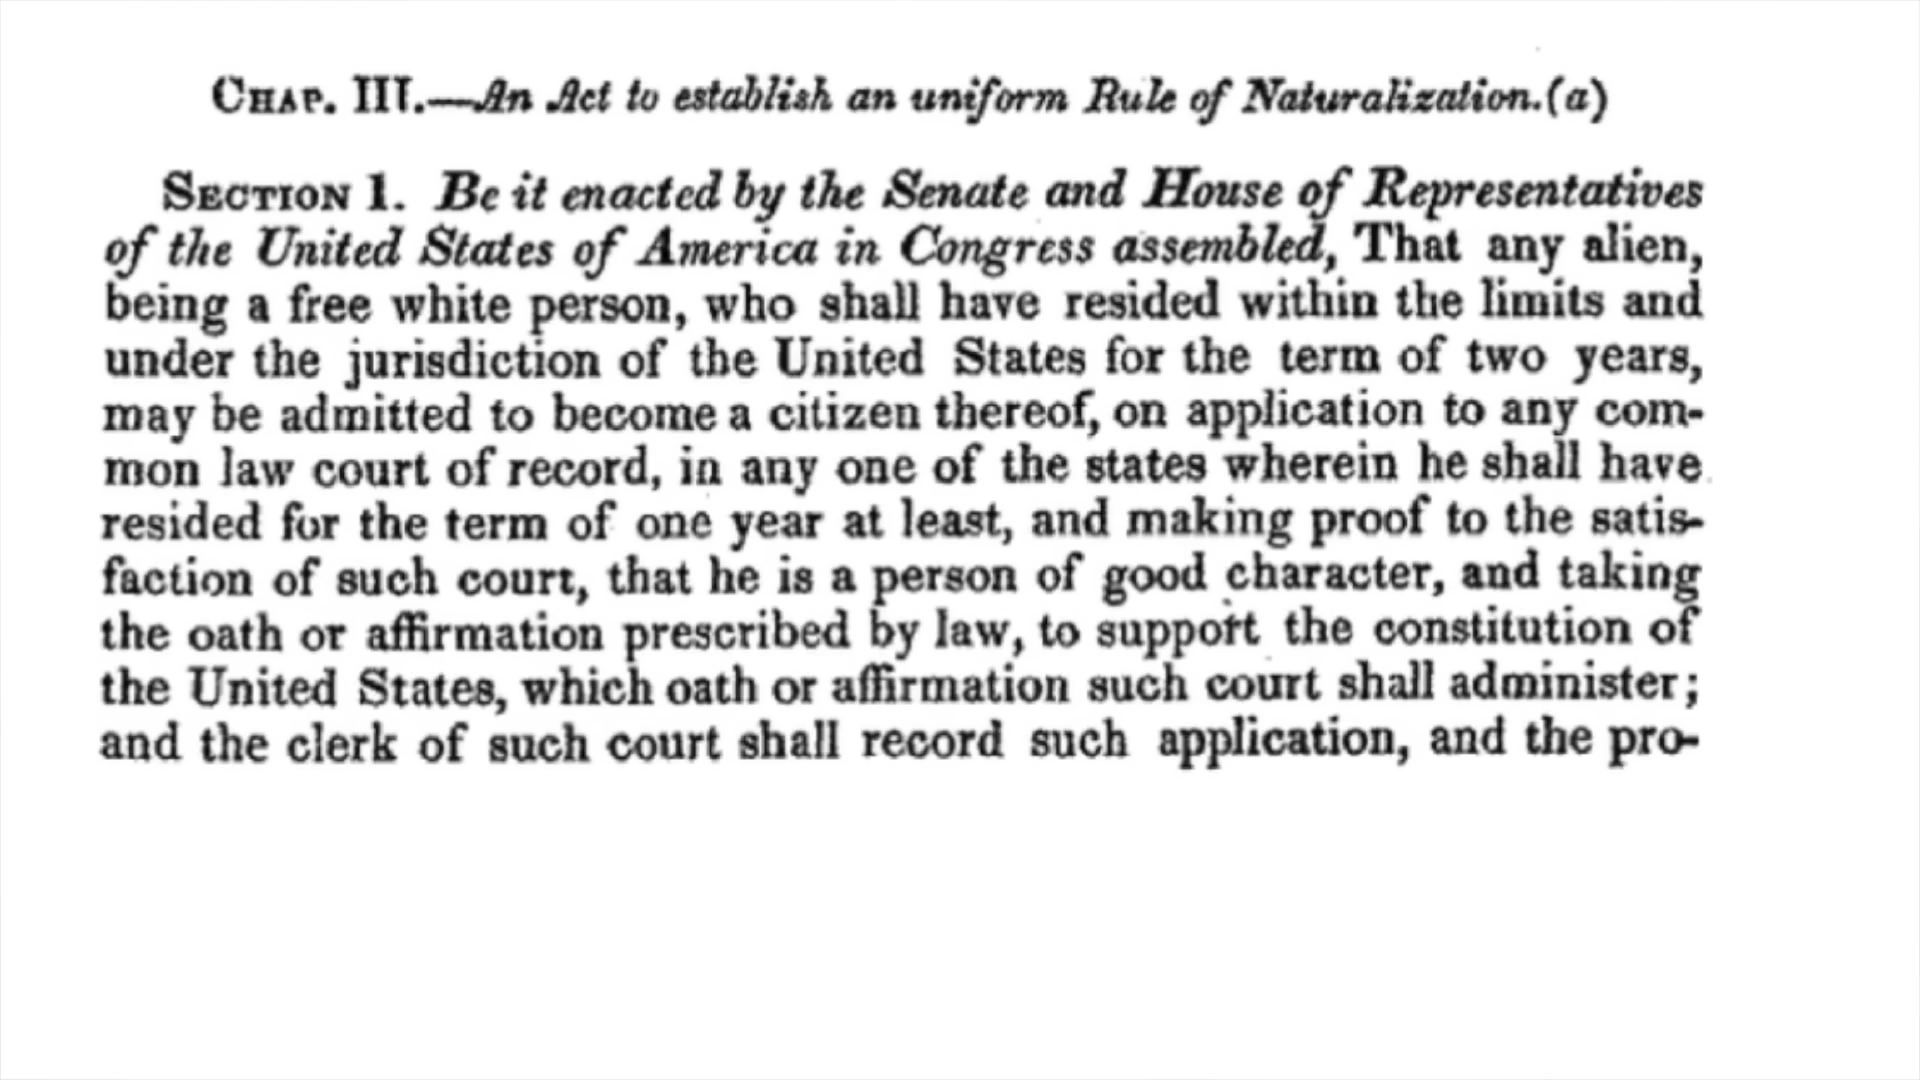 CHAP. III.—An Act to establish an uniform Rule of Naturalization.(a)
SECTION 1. Be it enacted by the Senate and House of Representatives
of the United States of America in Congress assembled, That any alien,
being a free white person, who shall have resided within the limits and
under the jurisdiction of the United States for the term of two years,
may be admitted to become a citizen thereof, on application to any com-
mon law court of record, in any one of the states wherein he shall have
resided for the term of one year at least, and making proof to the satis-
faction of such court, that he is a person of good character, and taking
the oath or affirmation prescribed by law, to support the constitution of
the United States, which oath or affirmation such court shall administer;
and the clerk of such court shall record such application, and the pro-